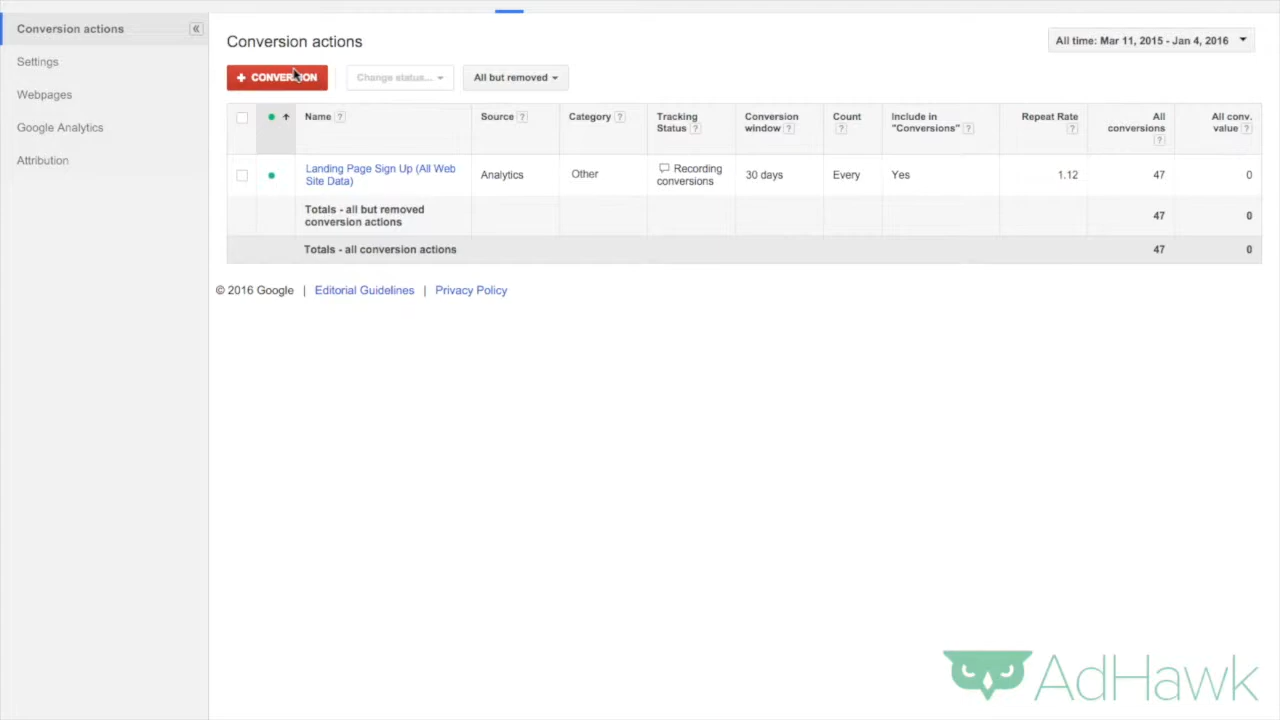 Conversion actions «
Settings
Webpages
Google Analytics
Attribution
Conversion actions
All time: Mar 11, 2015 - Jan 4, 2016
+ CONVERSION Change status... All but removed
Name ? Source ? Category ? Tracking Status ? Conversion window ? Count ? Include in "Conversions" ? Repeat Rate ? All conversions ? All conv. value ?
Landing Page Sign Up (All Web Site Data) Analytics Other Recording conversions 30 days Every Yes 1.12 47 0
Totals - all but removed conversion actions 47 0
Totals - all conversion actions 47 0
© 2016 Google | Editorial Guidelines | Privacy Policy
AdHawk